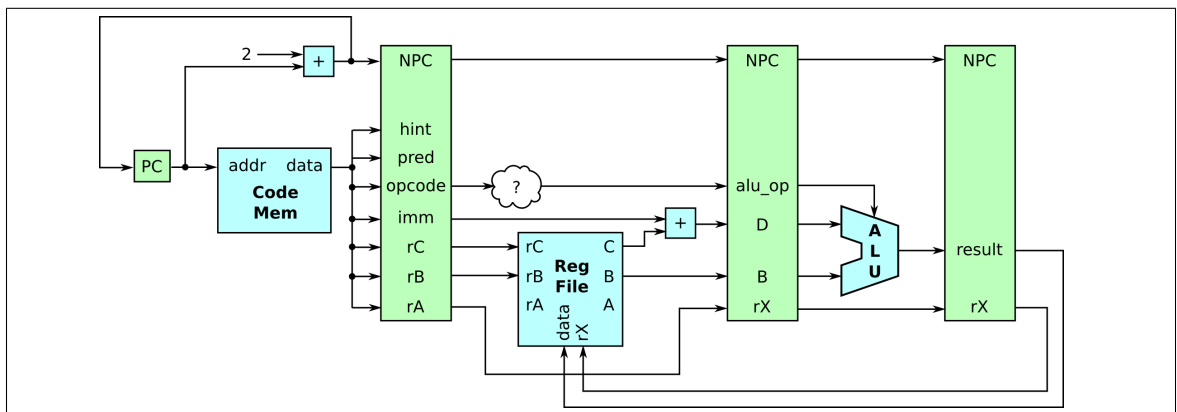 2
+
NPC
NPC
NPC
hint
pred
opcode
imm
rC
rB
rA
PC
addr data
Code
Mem
?
+
rC C
rB B
rA A
Reg
File
data
rX
alu_op
D
B
rX
A
L
U
result
rX